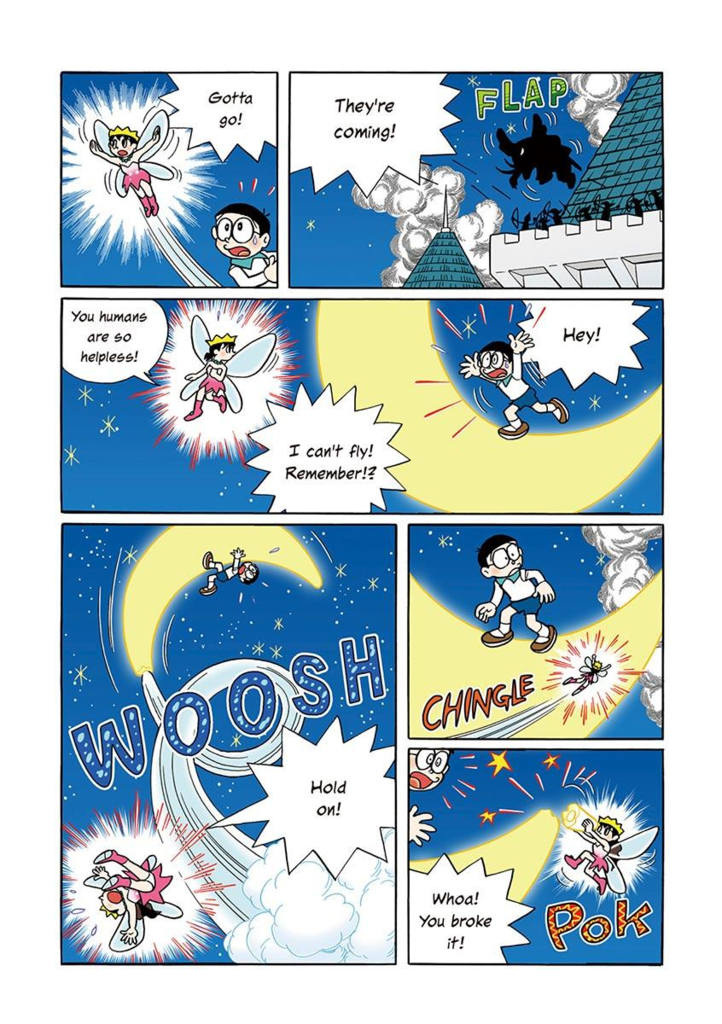 Gotta
go!
They're
coming!
FLAP
You humans
are so
helpless!
Hey!
I can't fly!
Remember!?
WOOSH
Hold
on!
CHINGLE
Whoa!
You broke
it!
POK